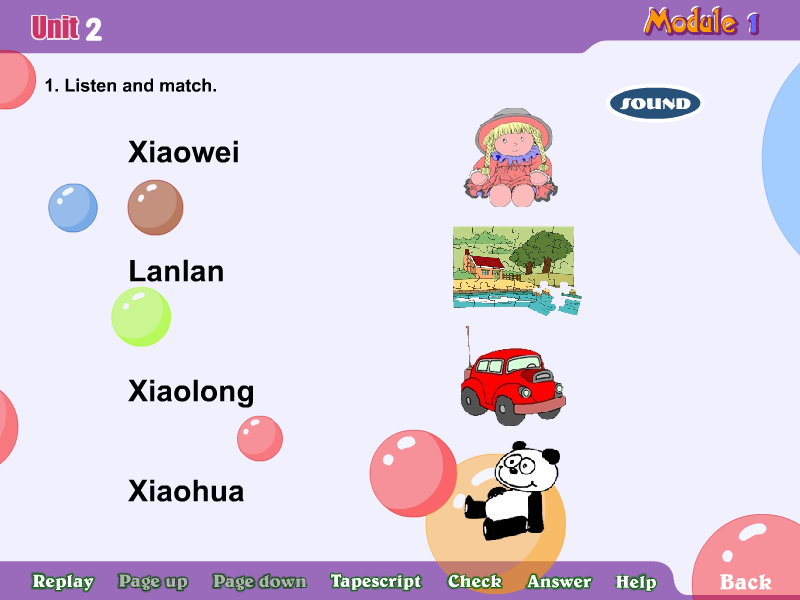 Unit 2
Module 1
1. Listen and match.
SOUND
Xiaowei
Lanlan
Xiaolong
Xiaohua
Replay Page up Page down Tapescript Check Answer Help Back